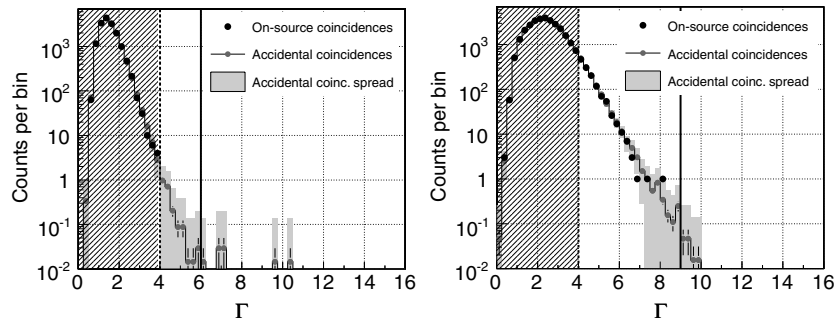 On-source coincidences
Accidental coincidences
Accidental coinc. spread
Counts per bin
10^3
10^2
10
1
10^-1
10^-2
0 2 4 6 8 10 12 14 16
Γ
On-source coincidences
Accidental coincidences
Accidental coinc. spread
Counts per bin
10^3
10^2
10
1
10^-1
10^-2
0 2 4 6 8 10 12 14 16
Γ